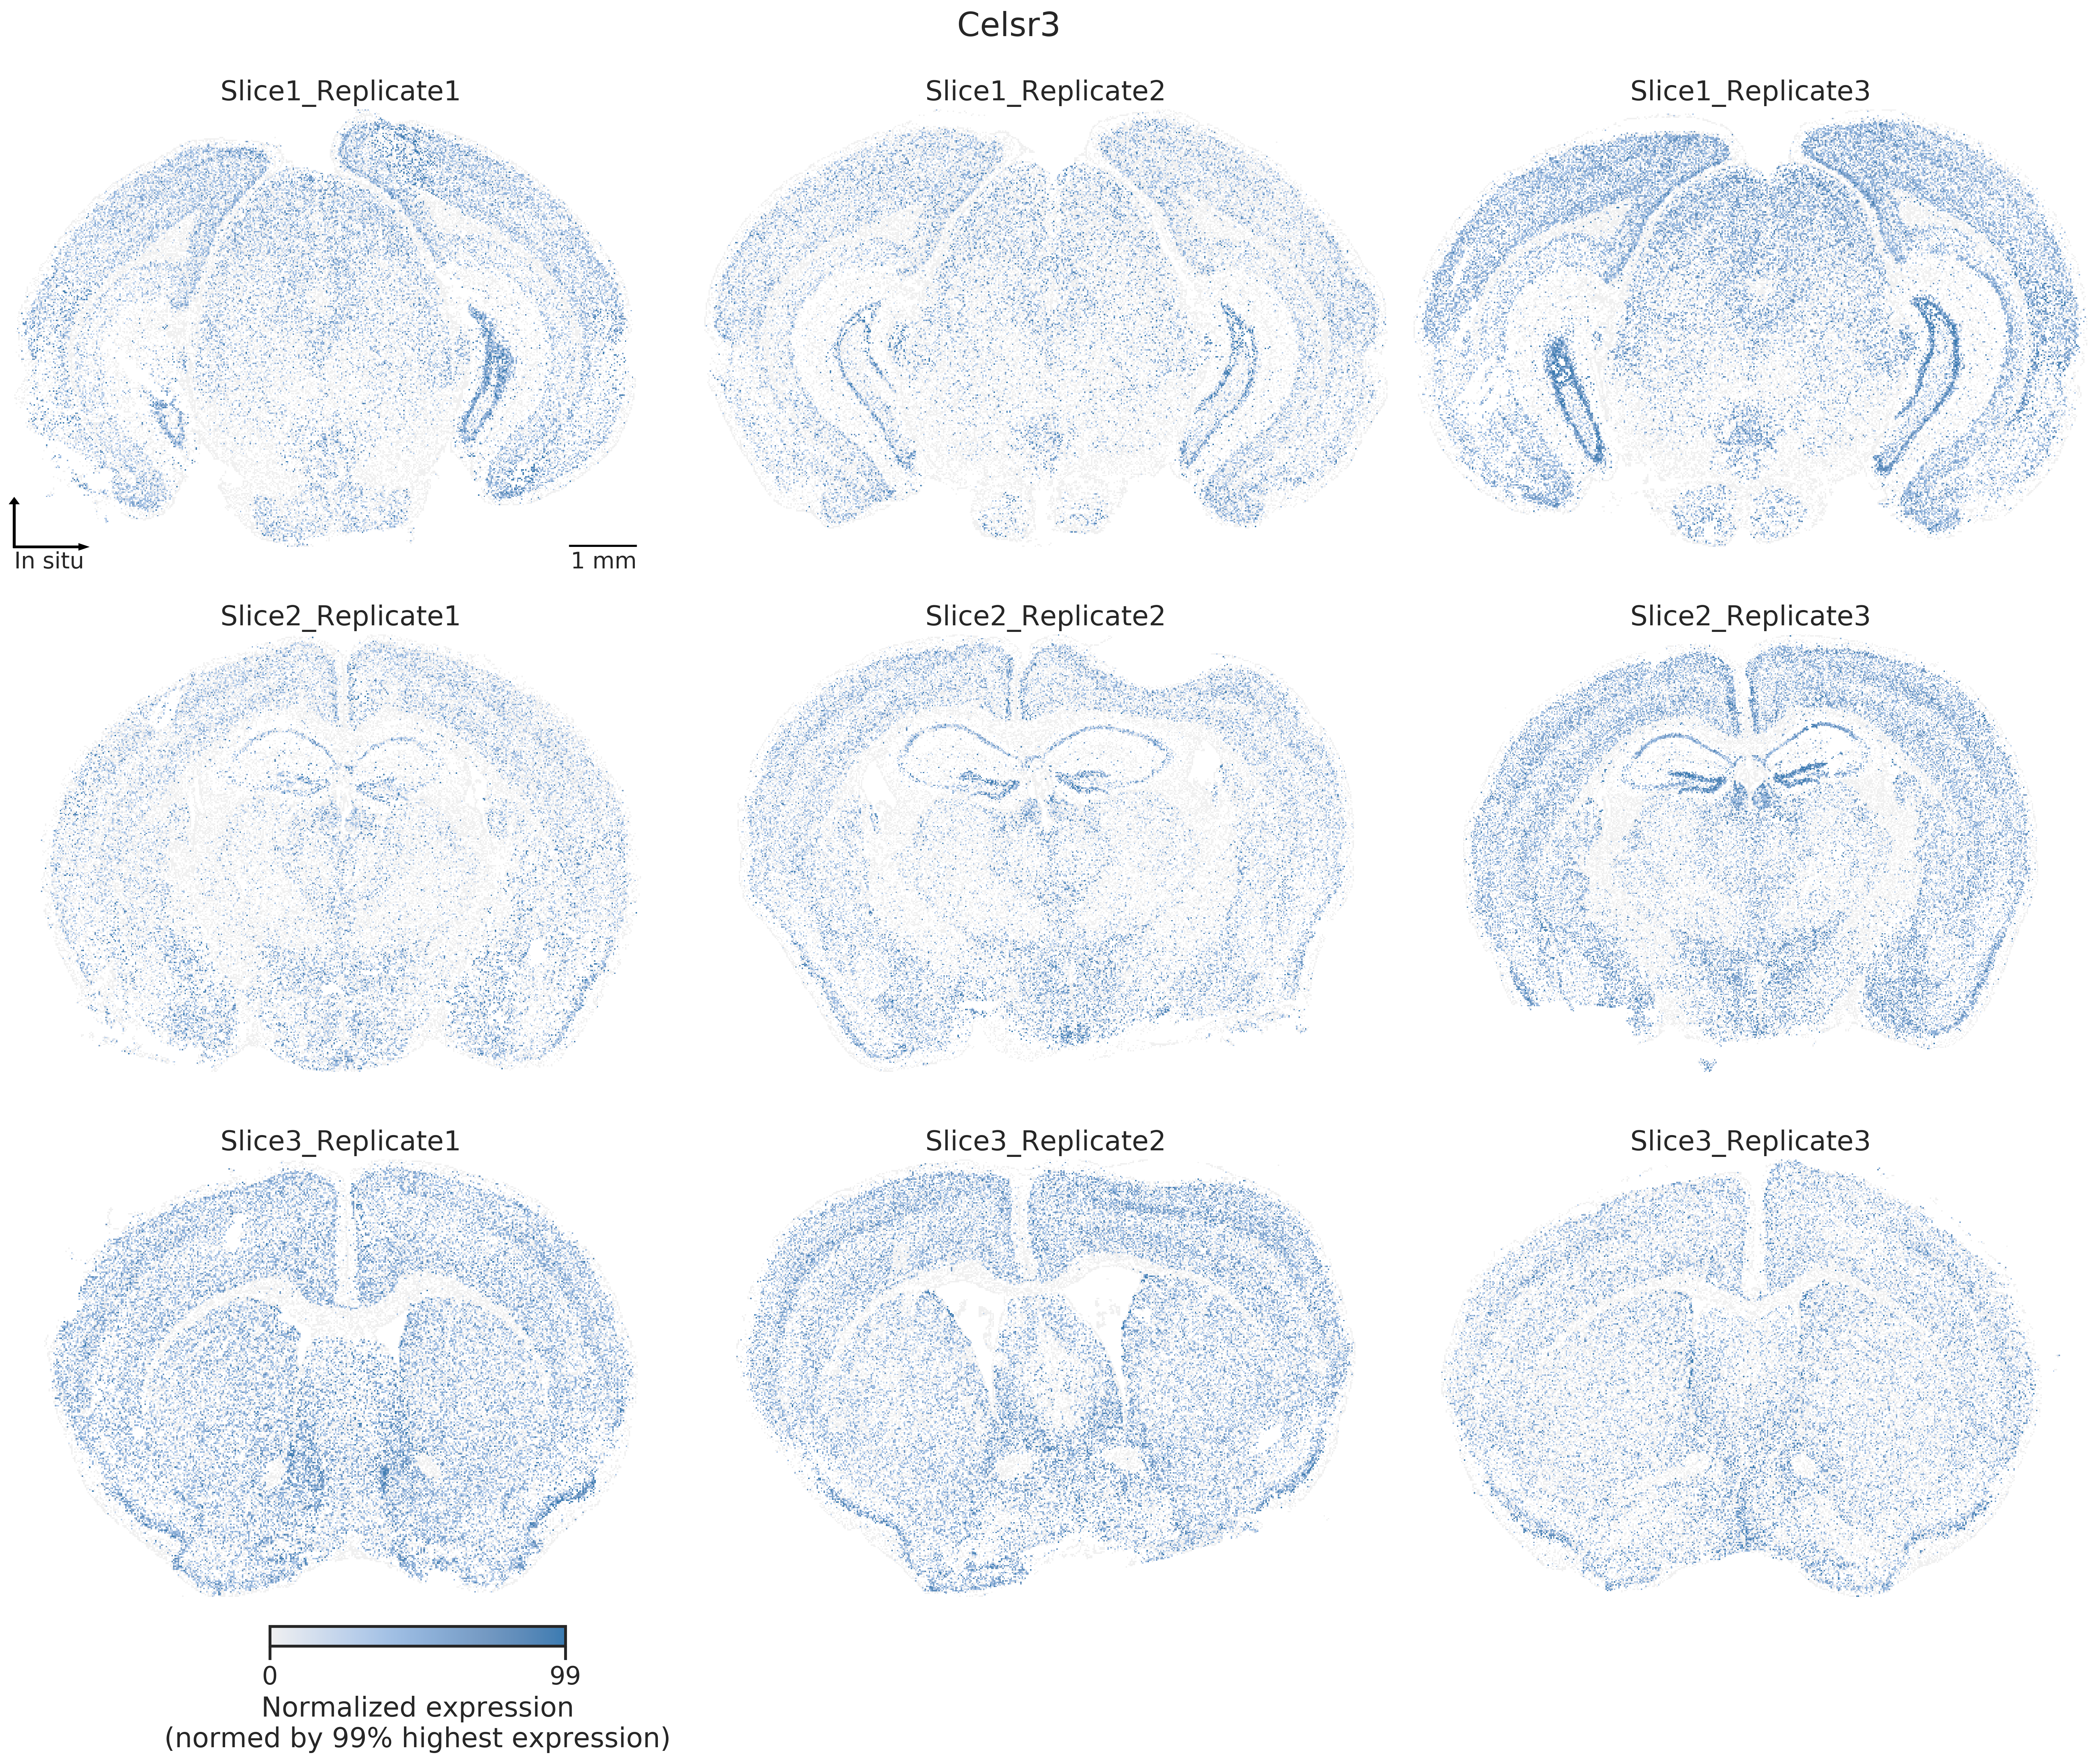 Celsr3
Slice1_Replicate1
Slice1_Replicate2
Slice1_Replicate3
In situ
1 mm
Slice2_Replicate1
Slice2_Replicate2
Slice2_Replicate3
Slice3_Replicate1
Slice3_Replicate2
Slice3_Replicate3
0
99
Normalized expression
(normed by 99% highest expression)